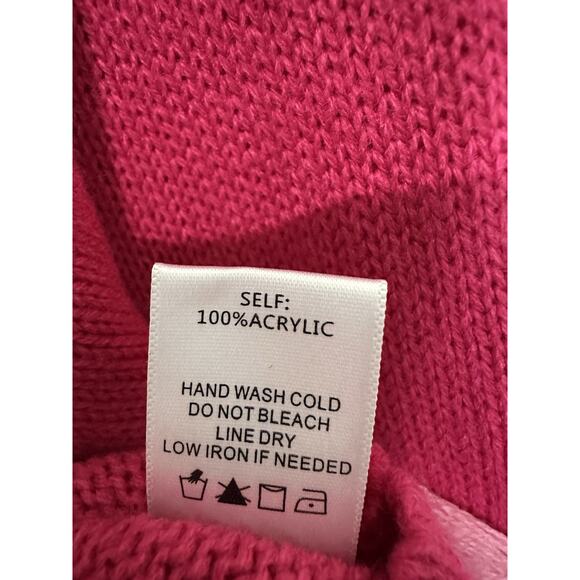 SELF:
100%ACRYLIC
HAND WASH COLD
DO NOT BLEACH
LINE DRY
LOW IRON IF NEEDED